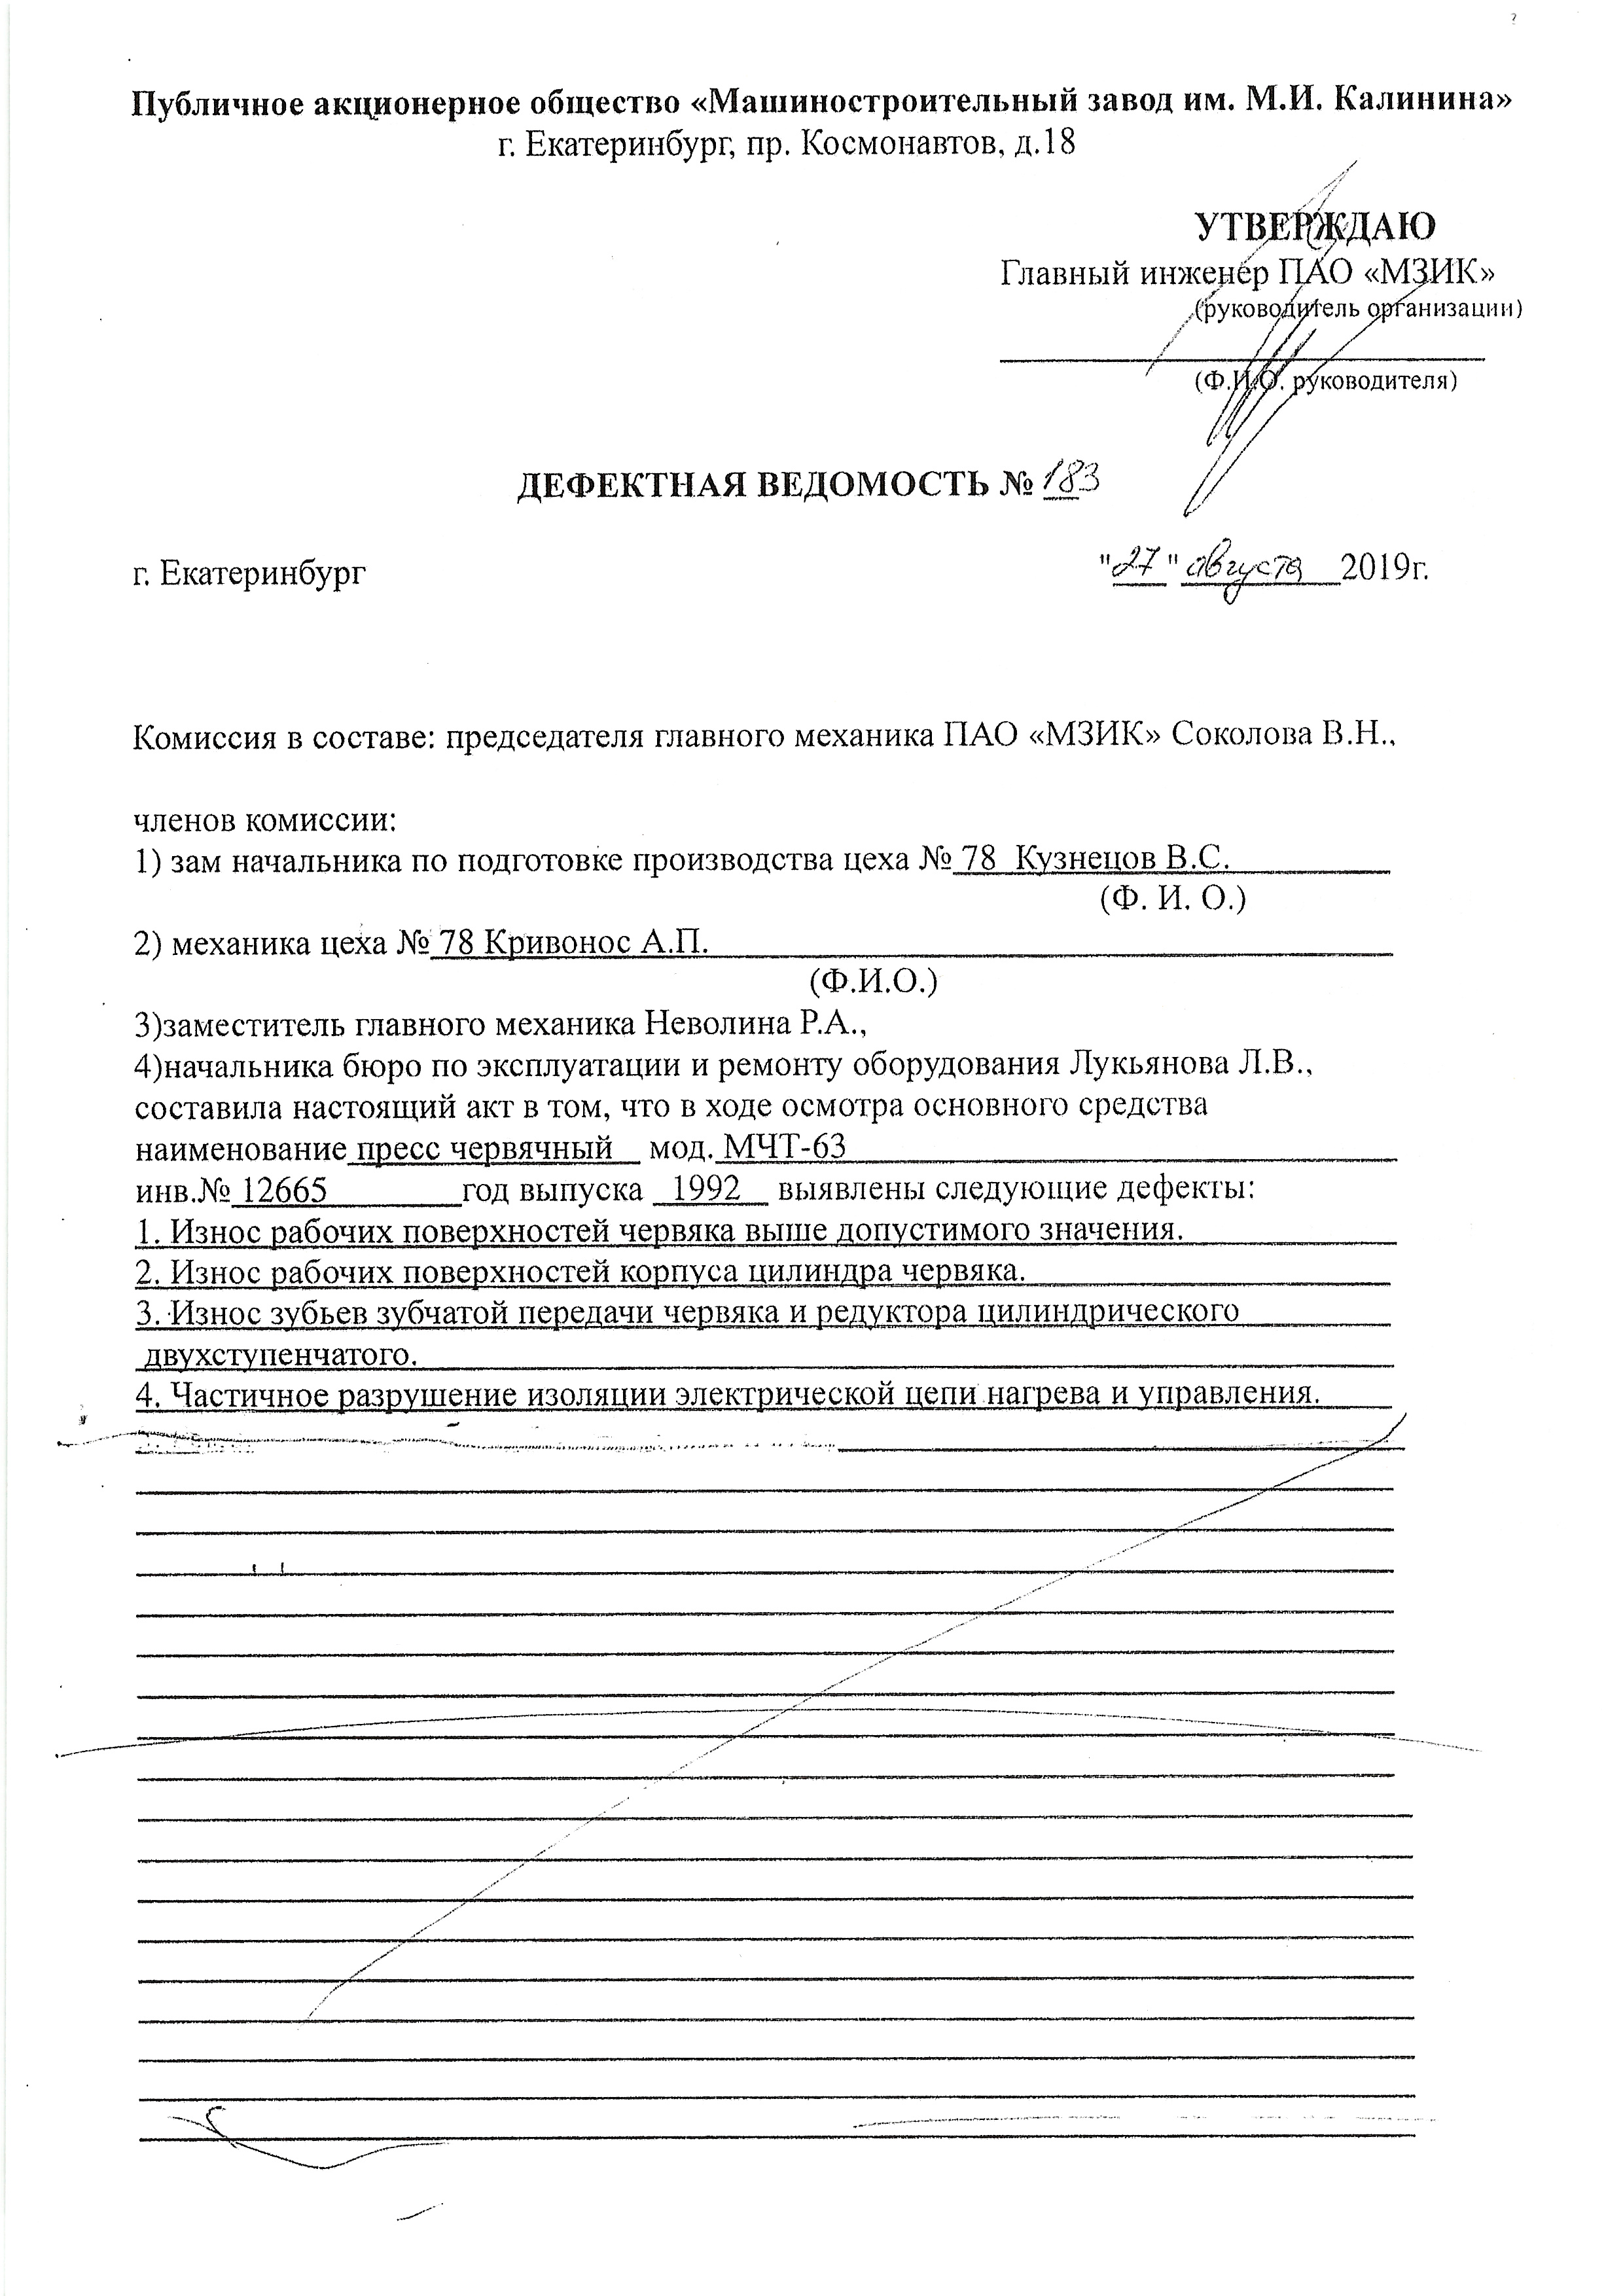 Публичное акционерное общество «Машиностроительный завод им. М.И. Калинина»
г. Екатеринбург, пр. Космонавтов, д.18
УТВЕРЖДАЮ
Главный инженер ПАО «МЗИК»
(руководитель организации)
(Ф.И.О. руководителя)
ДЕФЕКТНАЯ ВЕДОМОСТЬ № 183
г. Екатеринбург "27" августа 2019г.
Комиссия в составе: председателя главного механика ПАО «МЗИК» Соколова В.Н.,
членов комиссии:
1) зам начальника по подготовке производства цеха № 78 Кузнецов В.С.
(Ф. И. О.)
2) механика цеха № 78 Кривонос А.П.
(Ф.И.О.)
3)заместитель главного механика Неволина Р.А.,
4)начальника бюро по эксплуатации и ремонту оборудования Лукьянова Л.В.,
составила настоящий акт в том, что в ходе осмотра основного средства
наименование пресс червячный мод. МЧТ-63
инв.№ 12665 год выпуска 1992 выявлены следующие дефекты:
1. Износ рабочих поверхностей червяка выше допустимого значения.
2. Износ рабочих поверхностей корпуса цилиндра червяка.
3. Износ зубьев зубчатой передачи червяка и редуктора цилиндрического
двухступенчатого.
4. Частичное разрушение изоляции электрической цепи нагрева и управления.